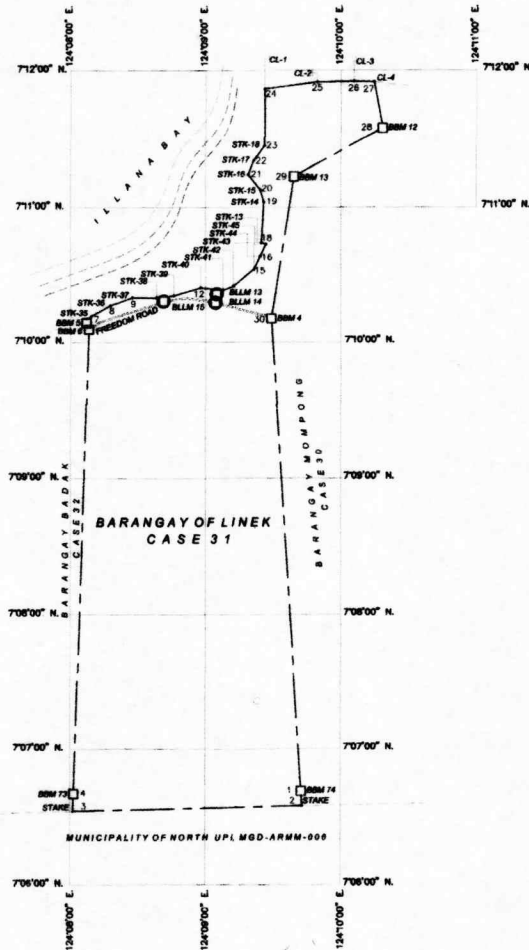 124°08'00" E.
124°09'00" E.
124°10'00" E.
124°11'00" E.
7°12'00" N.
CL-1
CL-2
CL-3
CL-4
7°12'00" N.
24
25
26
27
28
BBM 12
ILLANA BAY
STK-18
23
STK-17
22
STK-16
21
29
BBM 13
STK-15
20
STK-14
19
7°11'00" N.
7°11'00" N.
STK-13
STK-45
STK-44
STK-43
18
STK-42
STK-41
16
STK-40
15
STK-39
STK-38
STK-37
STK-36
12
BLLM 13
9
8
BLLM 14
STK-35
BLLM 15
BBM 5
7
FREEDOM ROAD
BBM 6
30
BBM 4
7°10'00" N.
7°10'00" N.
BARANGAY MOMPONG
CASE 30
7°09'00" N.
7°09'00" N.
BARANGAY BADAK
CASE 32
BARANGAY OF LINEK
CASE 31
7°08'00" N.
7°08'00" N.
7°07'00" N.
7°07'00" N.
BBM 73
4
1
BBM 74
STAKE
3
2
STAKE
MUNICIPALITY OF NORTH UPI, MGD-ARMM-006
7°06'00" N.
7°06'00" N.
124°08'00" E.
124°09'00" E.
124°10'00" E.